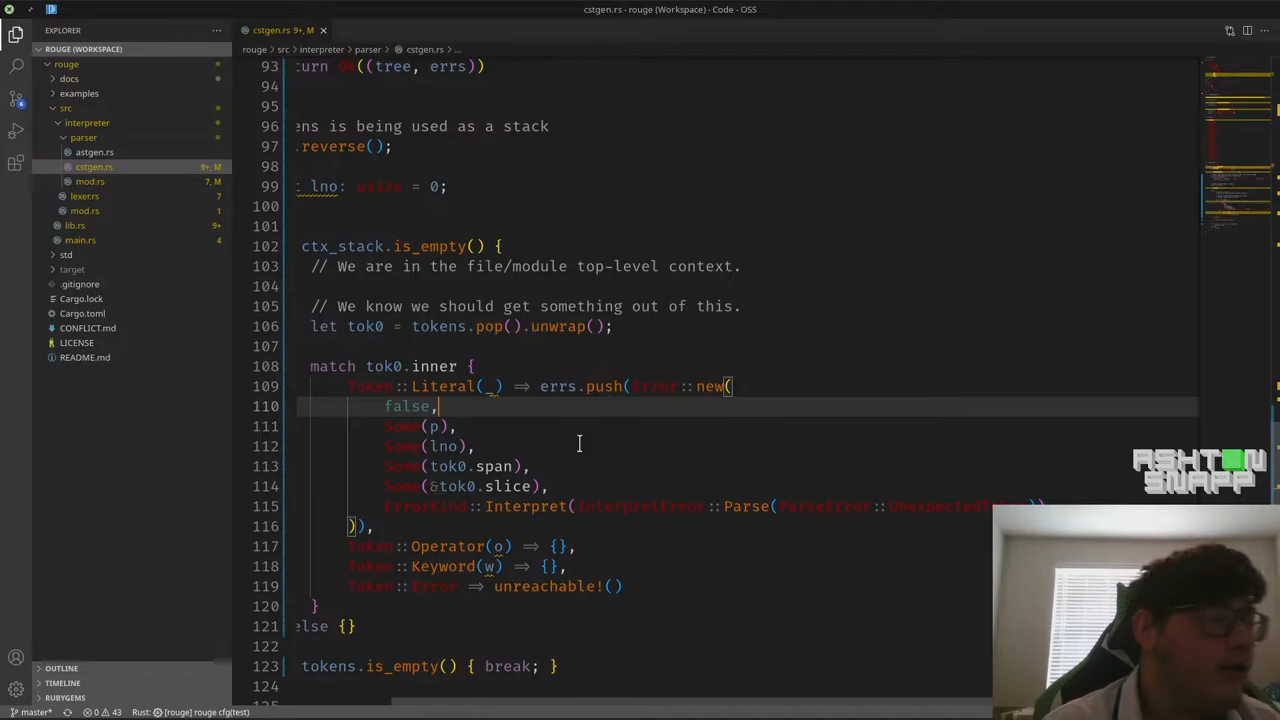 cstgen.rs - rouge (Workspace) - Code - OSS
EXPLORER
cstgen.rs 9+, M
ROUGE (WORKSPACE)
rouge
docs
examples
src
interpreter
parser
astgen.rs
cstgen.rs 9+, M
mod.rs 7, M
lexer.rs 7
mod.rs 1
lib.rs 9+
main.rs 4
std
target
.gitignore
Cargo.lock
Cargo.toml
CONFLICT.md
LICENSE
README.md
OUTLINE
TIMELINE
RUBYGEMS
6
rouge > src > interpreter > parser > cstgen.rs > ...
93 turn Ok((tree, errs))
94
95
96 ens is being used as a stack
97 .reverse();
98
99 t lno: usize = 0;
100
101
102 ctx_stack.is_empty() {
103 // We are in the file/module top-level context.
104
105 // We know we should get something out of this.
106 let tok0 = tokens.pop().unwrap();
107
108 match tok0.inner {
109 Token::Literal(_) => errs.push(Error::new(
110 false,
111 Some(p),
112 Some(lno),
113 Some(tok0.span),
114 Some(&tok0.slice),
115 ErrorKind::Interpret(InterpretError::Parse(ParseError::
116 )),
117 Token::Operator(o) => {},
118 Token::Keyword(w) => {},
119 Token::Error => unreachable!()
120 }
121 else {}
122
123 tokens.is_empty() { break; }
124
ASHTON
SNAPP
master* 0 43 Rust: [rouge] rouge cfg(test)